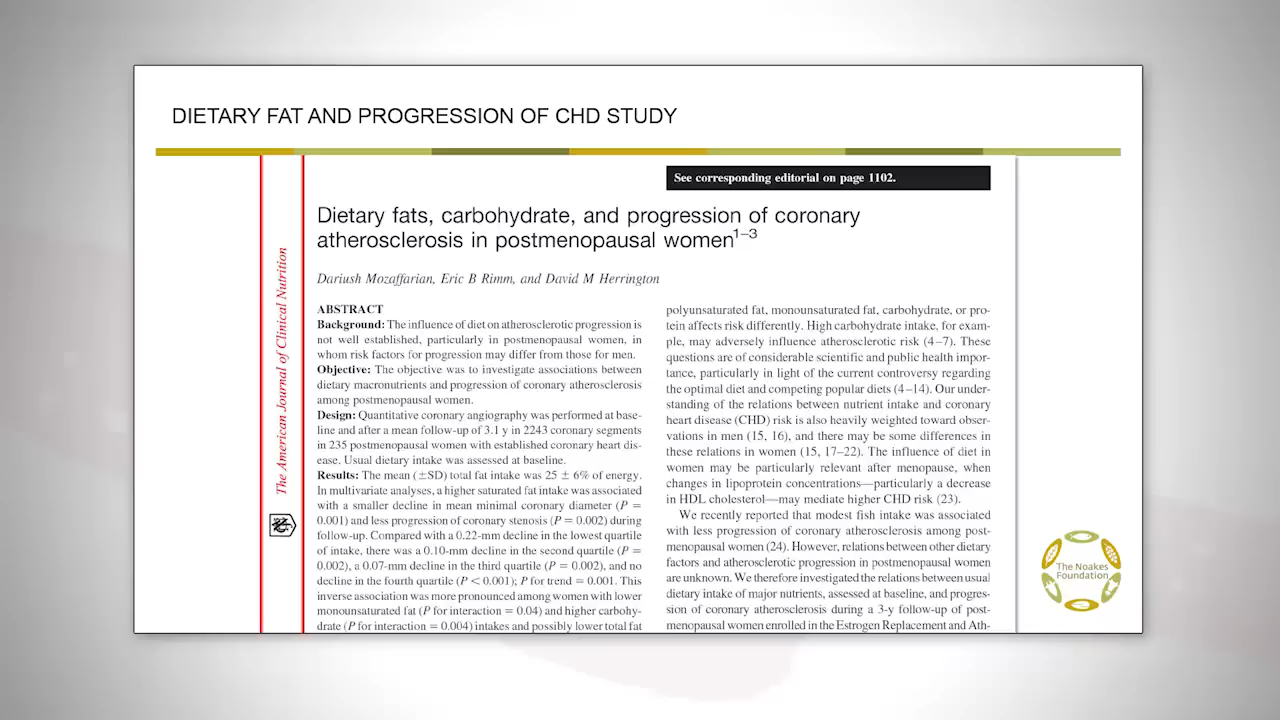 DIETARY FAT AND PROGRESSION OF CHD STUDY
See corresponding editorial on page 1102.
Dietary fats, carbohydrate, and progression of coronary
atherosclerosis in postmenopausal women1–3
Dariush Mozaffarian, Eric B Rimm, and David M Herrington
The American Journal of Clinical Nutrition
ABSTRACT
Background: The influence of diet on atherosclerotic progression is
not well established, particularly in postmenopausal women, in
whom risk factors for progression may differ from those for men.
Objective: The objective was to investigate associations between
dietary macronutrients and progression of coronary atherosclerosis
among postmenopausal women.
Design: Quantitative coronary angiography was performed at base-
line and after a mean follow-up of 3.1 y in 2243 coronary segments
in 235 postmenopausal women with established coronary heart dis-
ease. Usual dietary intake was assessed at baseline.
Results: The mean (±SD) total fat intake was 25 ± 6% of energy.
In multivariate analyses, a higher saturated fat intake was associated
with a smaller decline in mean minimal coronary diameter (P =
0.001) and less progression of coronary stenosis (P = 0.002) during
follow-up. Compared with a 0.22-mm decline in the lowest quartile
of intake, there was a 0.10-mm decline in the second quartile (P =
0.002), a 0.07-mm decline in the third quartile (P = 0.002), and no
decline in the fourth quartile (P < 0.001); P for trend = 0.001. This
inverse association was more pronounced among women with lower
monounsaturated fat (P for interaction = 0.04) and higher carbohy-
drate (P for interaction = 0.004) intakes and possibly lower total fat
polyunsaturated fat, monounsaturated fat, carbohydrate, or pro-
tein affects risk differently. High carbohydrate intake, for exam-
ple, may adversely influence atherosclerotic risk (4–7). These
questions are of considerable scientific and public health impor-
tance, particularly in light of the current controversy regarding
the optimal diet and competing popular diets (4–14). Our under-
standing of the relations between nutrient intake and coronary
heart disease (CHD) risk is also heavily weighted toward obser-
vations in men (15, 16), and there may be some differences in
these relations in women (15, 17–22). The influence of diet in
women may be particularly relevant after menopause, when
changes in lipoprotein concentrations—particularly a decrease
in HDL cholesterol—may mediate higher CHD risk (23).
We recently reported that modest fish intake was associated
with less progression of coronary atherosclerosis among post-
menopausal women (24). However, relations between other dietary
factors and atherosclerotic progression in postmenopausal women
are unknown. We therefore investigated the relations between usual
dietary intake of major nutrients, assessed at baseline, and progres-
sion of coronary atherosclerosis during a 3-y follow-up of post-
menopausal women enrolled in the Estrogen Replacement and Ath-
The Noakes
Foundation